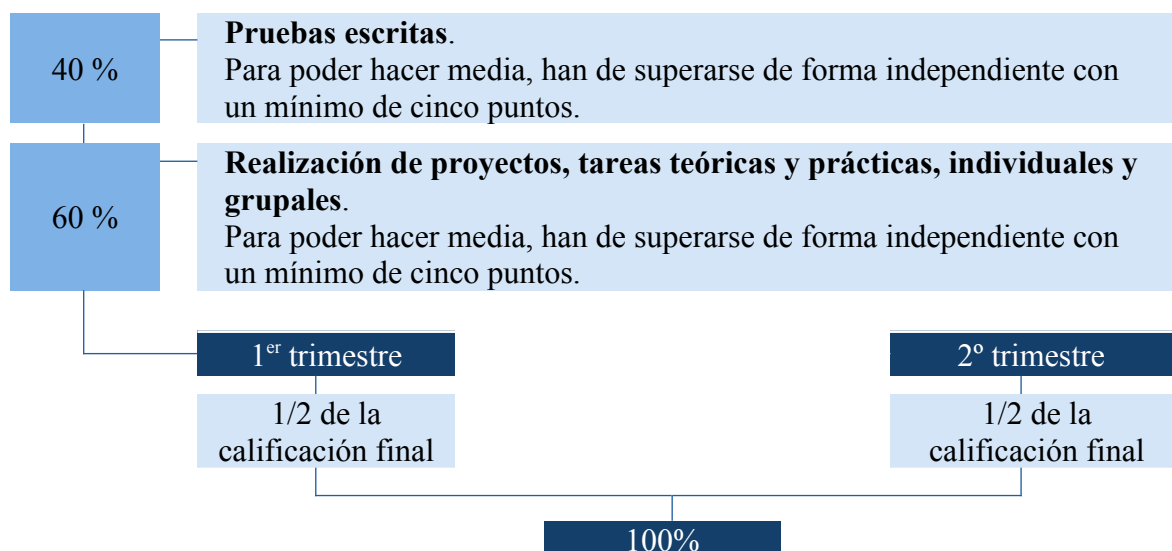 40 %
Pruebas escritas.
Para poder hacer media, han de superarse de forma independiente con
un mínimo de cinco puntos.
60 %
Realización de proyectos, tareas teóricas y prácticas, individuales y
grupales.
Para poder hacer media, han de superarse de forma independiente con
un mínimo de cinco puntos.
1er trimestre
2º trimestre
1/2 de la
calificación final
1/2 de la
calificación final
100%